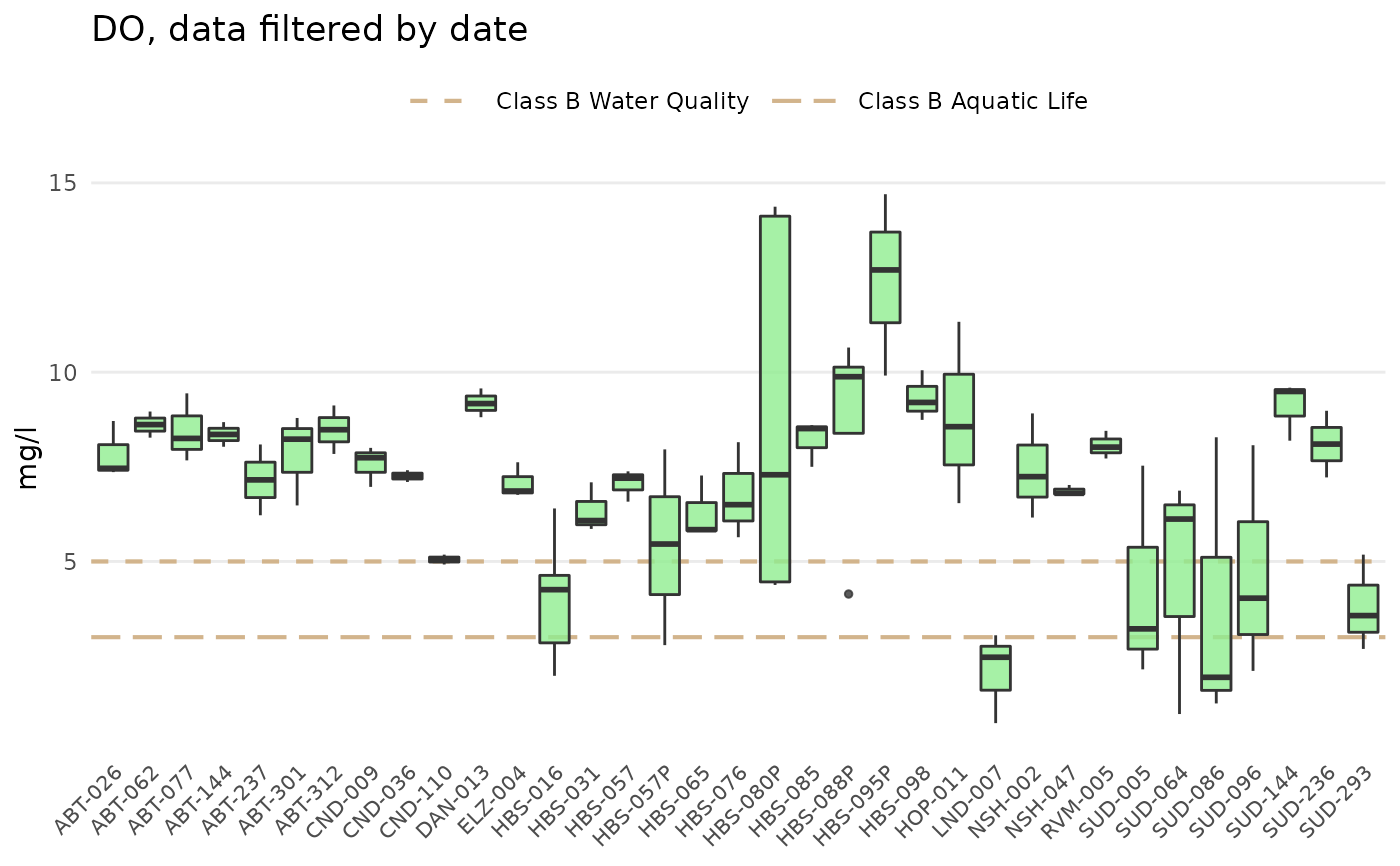 DO, data filtered by date
Class B Water Quality
Class B Aquatic Life
mg/l
15
10
5
ABT-026
ABT-062
ABT-077
ABT-144
ABT-237
ABT-301
ABT-312
CND-009
CND-036
CND-110
DAN-013
ELZ-004
HBS-016
HBS-031
HBS-057
HBS-057P
HBS-065
HBS-076
HBS-080P
HBS-085
HBS-088P
HBS-095P
HBS-098
HOP-011
LND-007
NSH-002
NSH-047
RVM-005
SUD-005
SUD-064
SUD-086
SUD-096
SUD-144
SUD-236
SUD-293